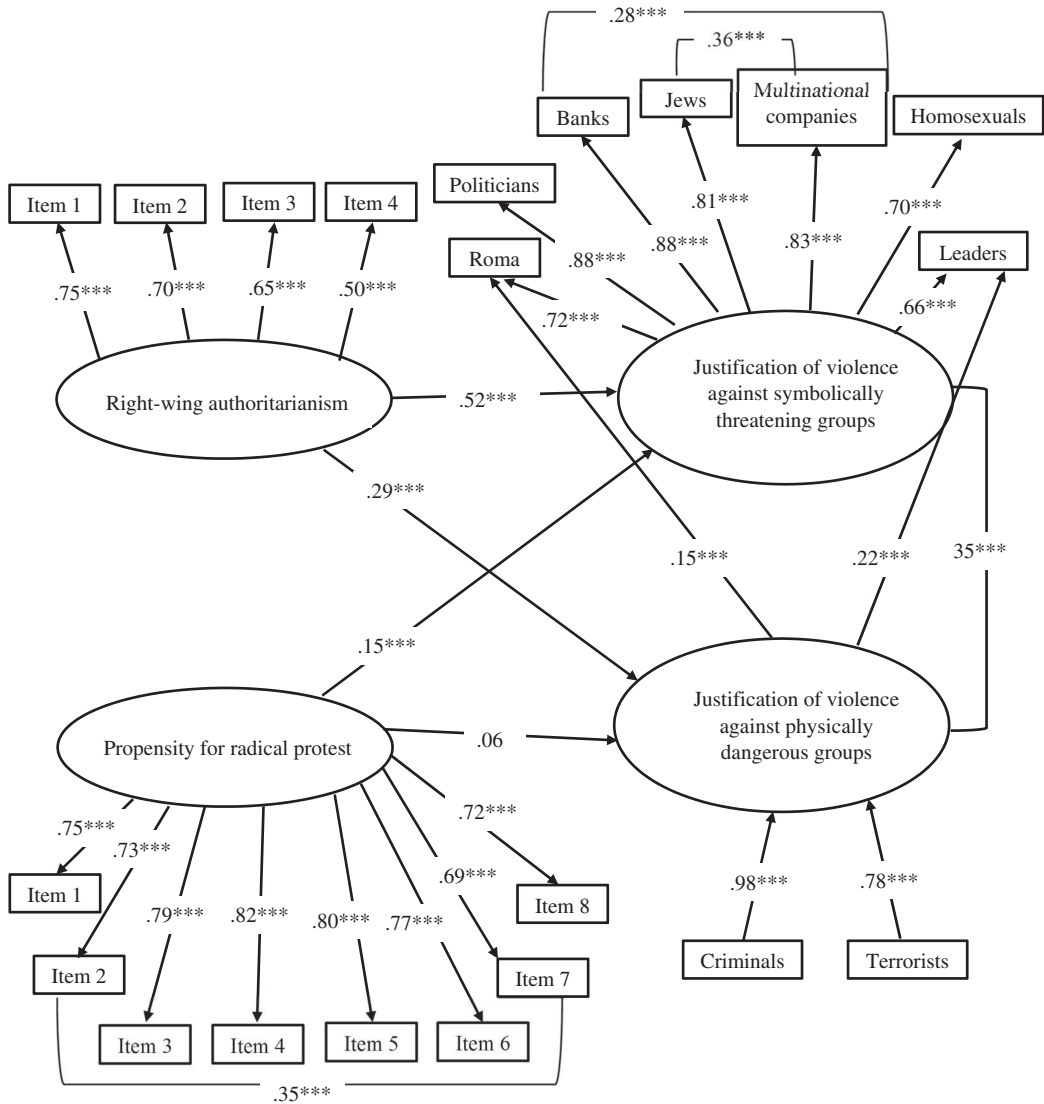 .28***
.36***
Jews
Multinational
companies
Banks
Homosexuals
Politicians
Item 1
Item 2
Item 3
Item 4
.81***
.70***
.88***
.83***
Roma
.88***
Leaders
.75***
.70***
.65***
.50***
.72***
.66***
Right-wing authoritarianism
.52***
Justification of violence
against symbolically
threatening groups
.29***
.15***
.22***
35***
.15***
Propensity for radical protest
.06
Justification of violence
against physically
dangerous groups
.75***
.73***
.72***
.79***
.82***
.80***
.77***
.69***
.98***
.78***
Item 1
Item 8
Item 2
Item 7
Criminals
Terrorists
Item 3
Item 4
Item 5
Item 6
.35***